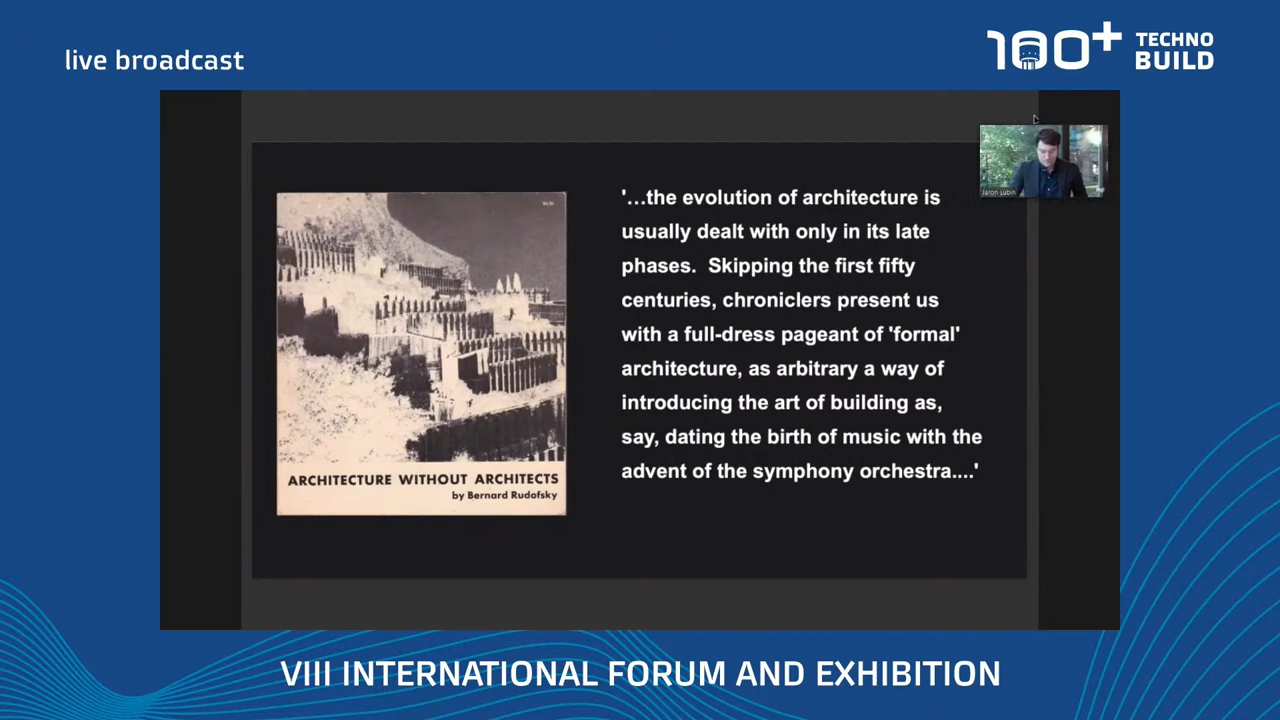 live broadcast
100+ TECHNO
BUILD
Jaron Lubin
'...the evolution of architecture is
usually dealt with only in its late
phases.  Skipping the first fifty
centuries, chroniclers present us
with a full-dress pageant of 'formal'
architecture, as arbitrary a way of
introducing the art of building as,
say, dating the birth of music with the
advent of the symphony orchestra....'
ARCHITECTURE WITHOUT ARCHITECTS
by Bernard Rudofsky
VIII INTERNATIONAL FORUM AND EXHIBITION